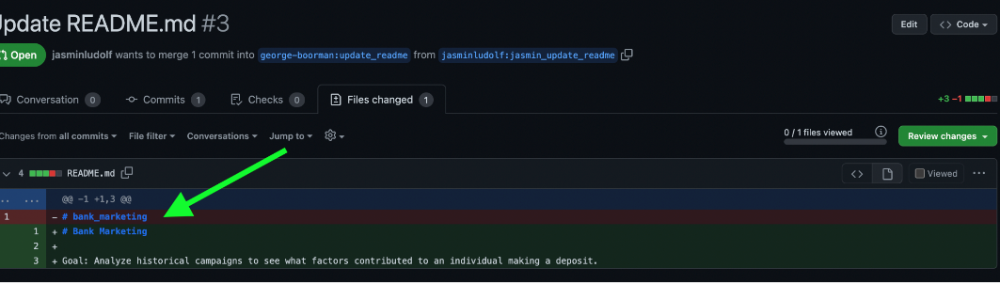 Update README.md #3
Edit
<> Code
Open
jasminludolf wants to merge 1 commit into george-boorman:update_readme from jasminludolf:jasmin_update_readme
Conversation 0
Commits 1
Checks 0
Files changed 1
+3 −1
Changes from all commits
File filter
Conversations
Jump to
0 / 1 files viewed
Review changes
4 README.md
<>
Viewed
...
.. ... @@ -1 +1,3 @@
1 - # bank_marketing
1 + # Bank Marketing
2 +
3 + Goal: Analyze historical campaigns to see what factors contributed to an individual making a deposit.